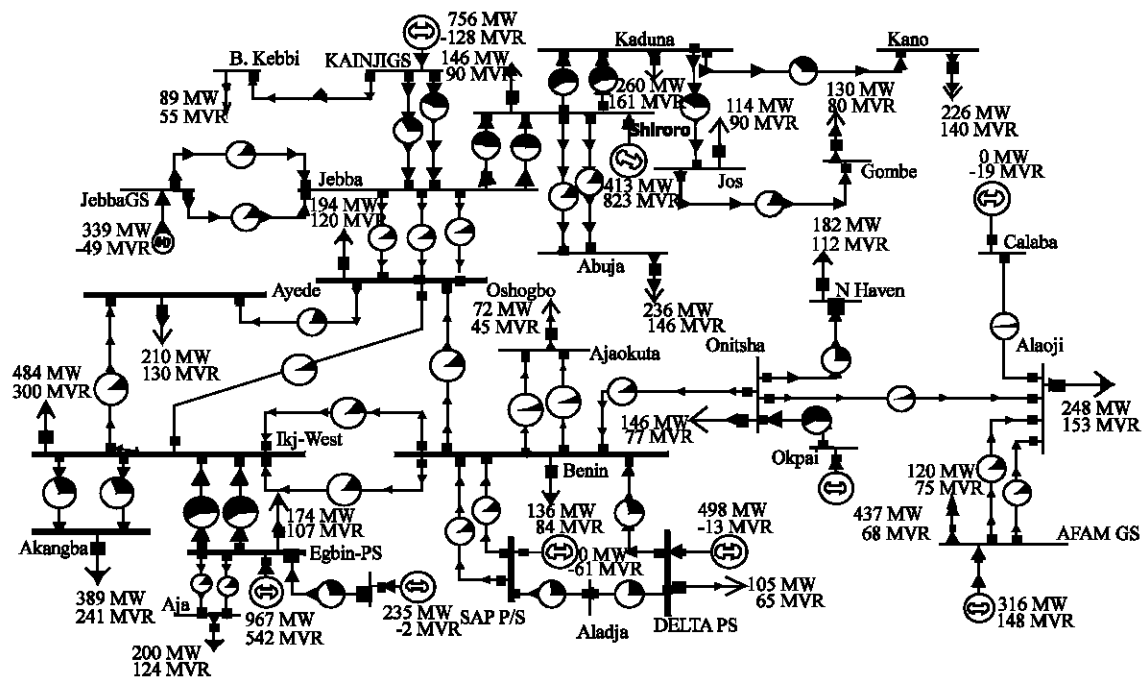 756 MW
-128 MVR
B. Kebbi
KAINJIGS
146 MW
90 MVR
Kaduna
Kano
89 MW
55 MVR
260 MW
161 MVR
114 MW
90 MVR
130 MW
80 MVR
226 MW
140 MVR
Shiroro
0 MW
-19 MVR
Jebba
JebbaGS
Jos
Gombe
413 MW
823 MVR
194 MW
120 MVR
339 MW
-49 MVR
182 MW
112 MVR
Calaba
Abuja
Ayede
Oshogbo
N Haven
72 MW
45 MVR
236 MW
146 MVR
Onitsha
Alaoji
Ajaokuta
210 MW
130 MVR
484 MW
300 MVR
248 MW
153 MVR
146 MW
77 MVR
Ikj-West
Benin
Okpai
120 MW
75 MVR
174 MW
107 MVR
136 MW
84 MVR
498 MW
-13 MVR
437 MW
68 MVR
Akangba
Egbin-PS
0 MW
-61 MVR
AFAM GS
389 MW
241 MVR
Aja
967 MW
542 MVR
235 MW
-2 MVR
SAP P/S
Aladja
DELTA PS
105 MW
65 MVR
316 MW
148 MVR
200 MW
124 MVR